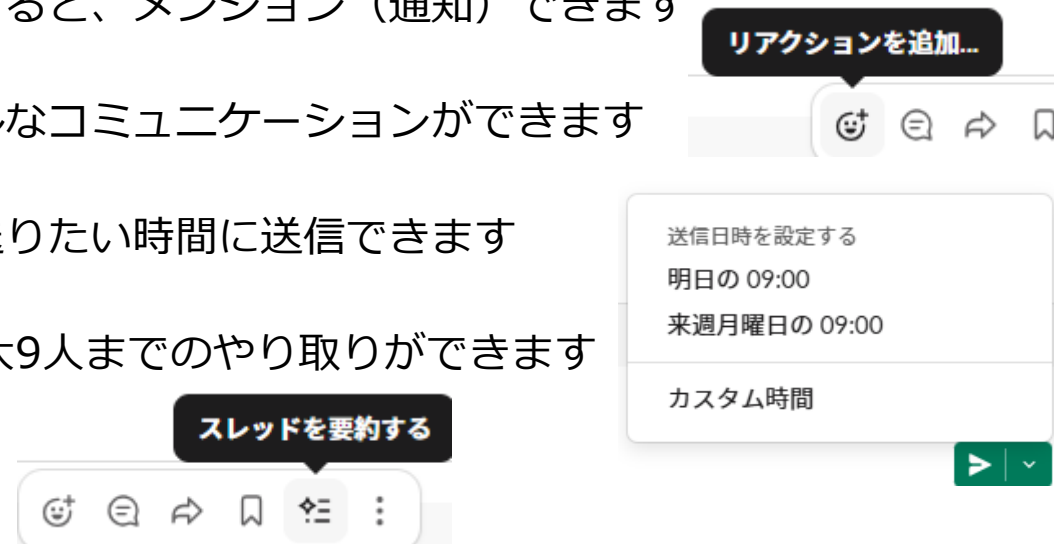 ると、メンション（通知）できます
リアクションを追加...
なコミュニケーションができます
りたい時間に送信できます
送信日時を設定する
明日の 09:00
来週月曜日の 09:00
9人までのやり取りができます
カスタム時間
スレッドを要約する